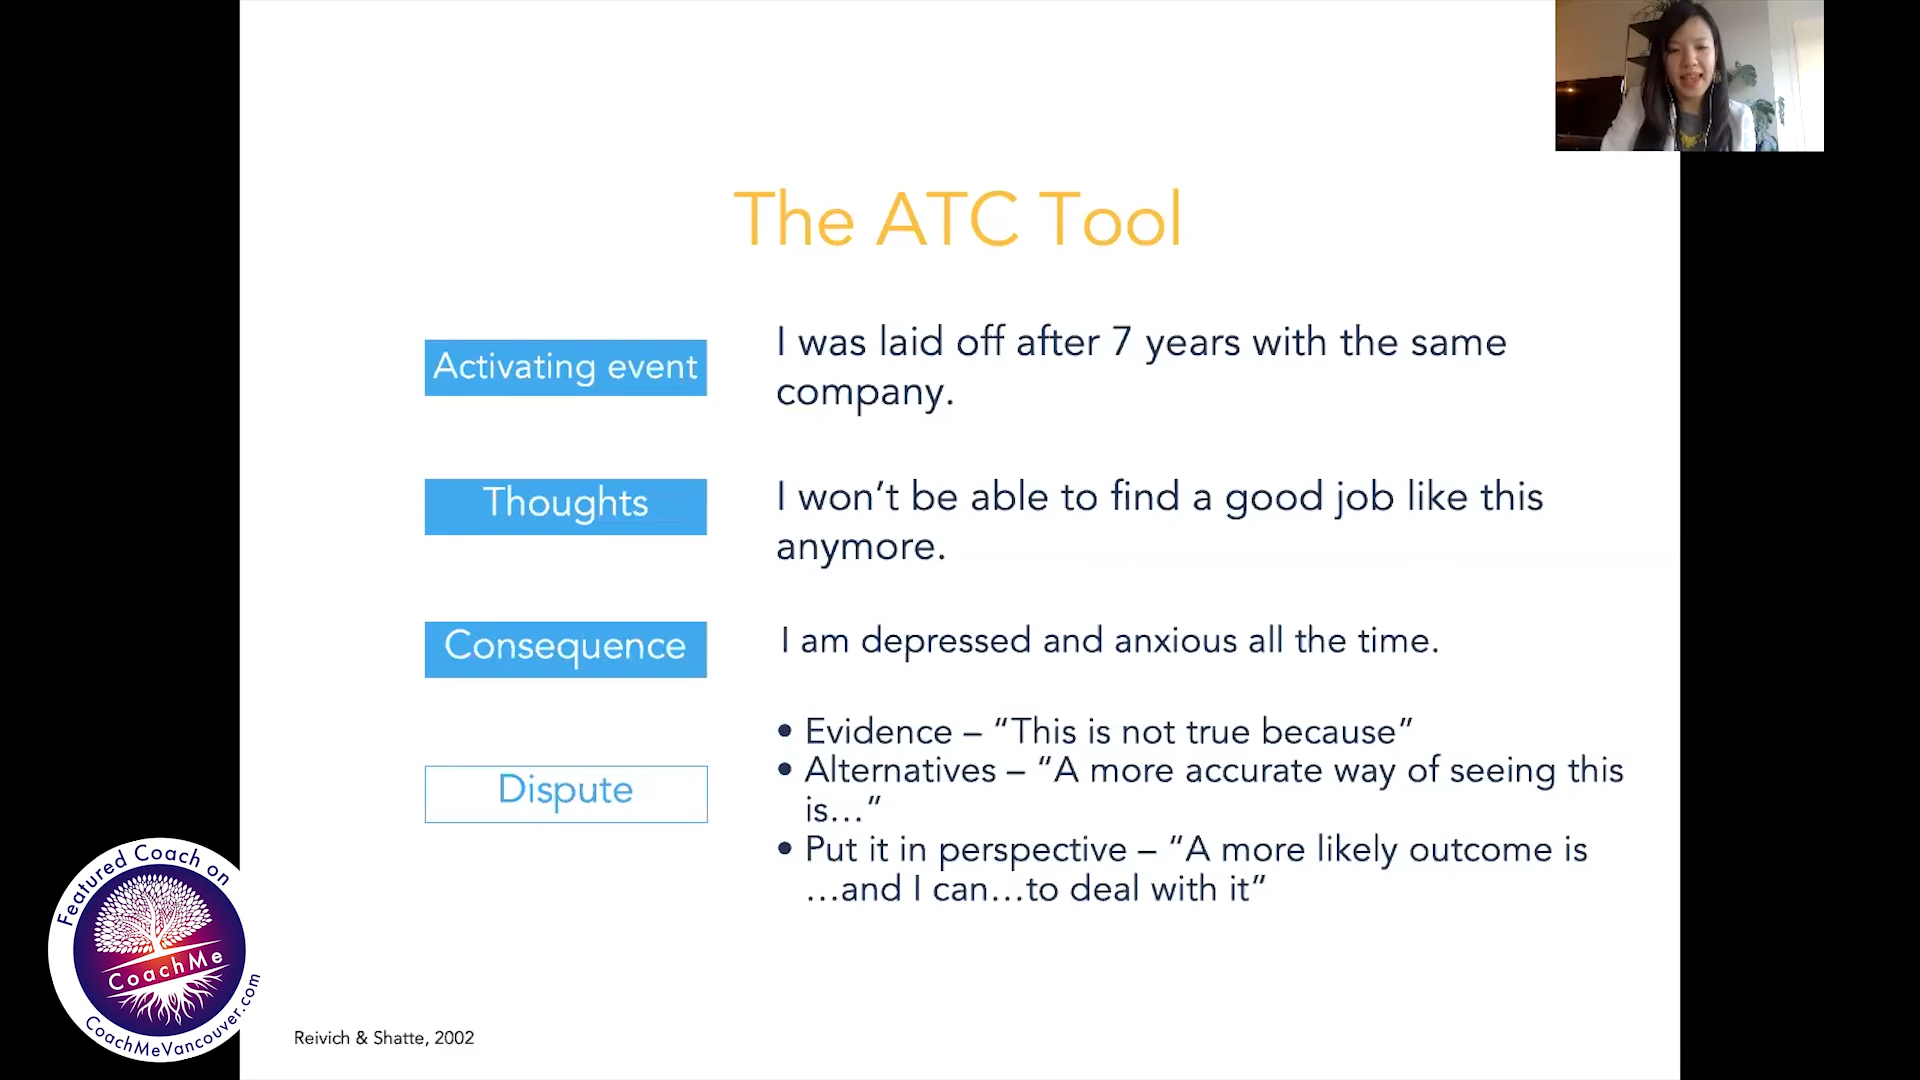 The ATC Tool
Activating event
I was laid off after 7 years with the same
company.
Thoughts
I won’t be able to find a good job like this
anymore.
Consequence
I am depressed and anxious all the time.
Dispute
• Evidence – “This is not true because”
• Alternatives – “A more accurate way of seeing this
is…”
• Put it in perspective – “A more likely outcome is
…and I can…to deal with it”
Featured Coach on
CoachMe
CoachMeVancouver.com
Reivich & Shatte, 2002